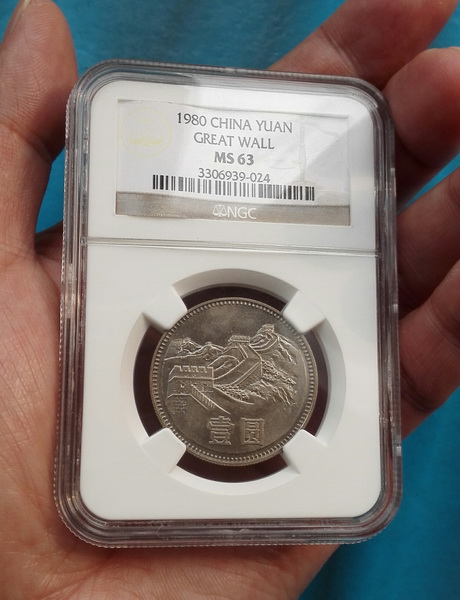 1980 CHINA YUAN
GREAT WALL
MS 63
3306939-024
NGC
壹圆